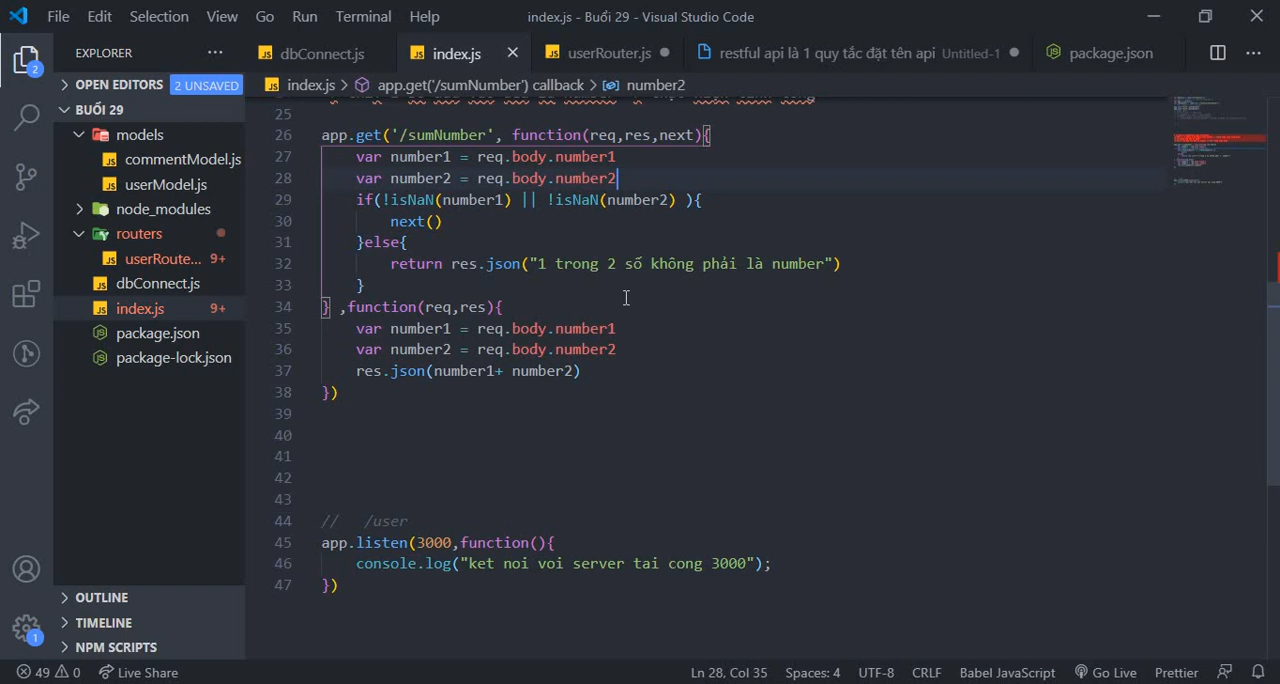 File Edit Selection View Go Run Terminal Help index.js - Buổi 29 - Visual Studio Code
EXPLORER ···
dbConnect.js index.js userRouter.js restful api là 1 quy tắc đặt tên api Untitled-1 package.json ···
OPEN EDITORS 2 UNSAVED
index.js > app.get('/sumNumber') callback > number2
BUỔI 29
models
commentModel.js
userModel.js
node_modules
routers
userRoute... 9+
dbConnect.js
index.js 9+
package.json
package-lock.json
2
25
26 app.get('/sumNumber', function(req,res,next){
27 var number1 = req.body.number1
28 var number2 = req.body.number2
29 if(!isNaN(number1) || !isNaN(number2) ){
30 next()
31 }else{
32 return res.json("1 trong 2 số không phải là number")
33 }
34 } ,function(req,res){
35 var number1 = req.body.number1
36 var number2 = req.body.number2
37 res.json(number1+ number2)
38 })
39
40
41
42
43
44 // /user
45 app.listen(3000,function(){
46 console.log("ket noi voi server tai cong 3000");
47 })
OUTLINE
TIMELINE
NPM SCRIPTS
1
49 0 Live Share Ln 28, Col 35 Spaces: 4 UTF-8 CRLF Babel JavaScript Go Live Prettier